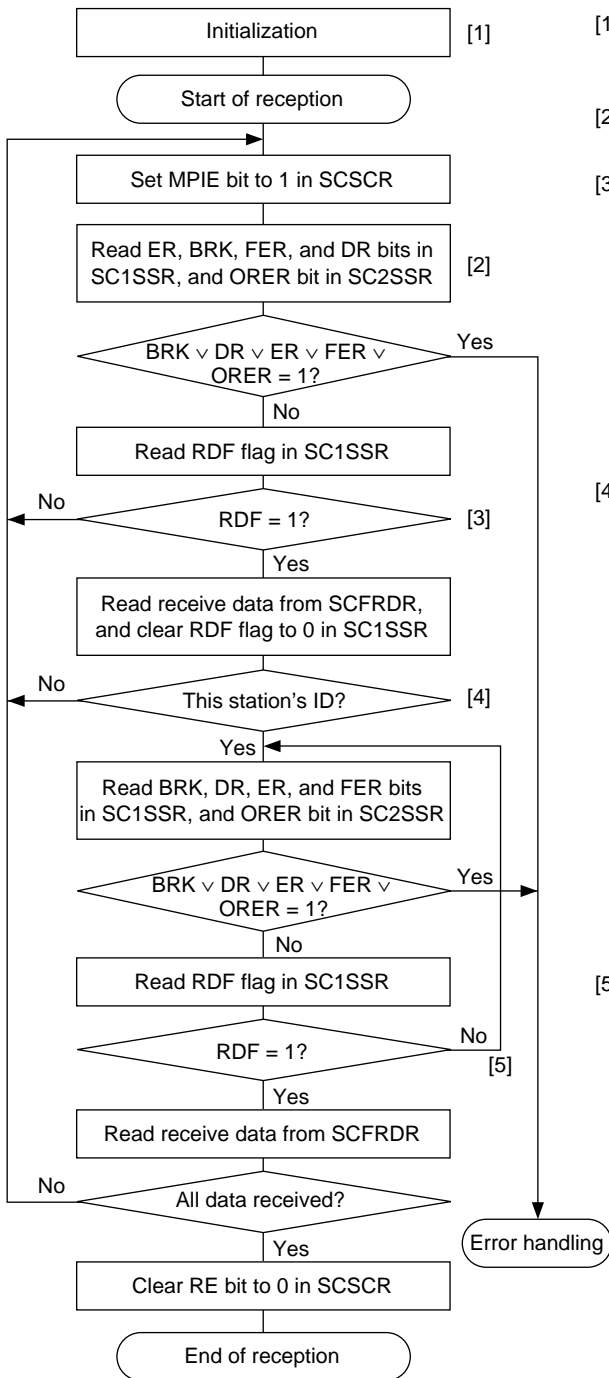 Initialization
[1]
[1
Start of reception
[2
Set MPIE bit to 1 in SCSCR
[3
Read ER, BRK, FER, and DR bits in
SC1SSR, and ORER bit in SC2SSR
[2]
BRK ∨ DR ∨ ER ∨ FER ∨
ORER = 1?
Yes
No
Read RDF flag in SC1SSR
[4
No
RDF = 1?
[3]
Yes
Read receive data from SCFRDR,
and clear RDF flag to 0 in SC1SSR
No
This station's ID?
[4]
Yes
Read BRK, DR, ER, and FER bits
in SC1SSR, and ORER bit in SC2SSR
BRK ∨ DR ∨ ER ∨ FER ∨
ORER = 1?
Yes
No
Read RDF flag in SC1SSR
[5
RDF = 1?
No
[5]
Yes
Read receive data from SCFRDR
No
All data received?
Yes
Error handling
Clear RE bit to 0 in SCSCR
End of reception